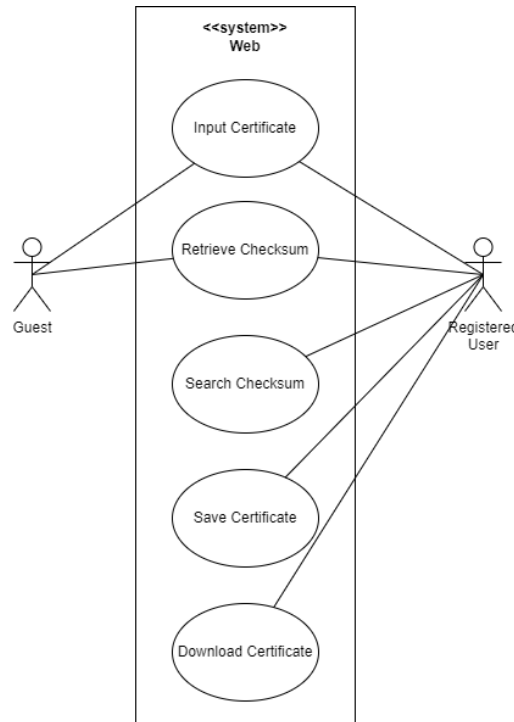 <<system>>
Web
Input Certificate
Retrieve Checksum
Guest
Registered
User
Search Checksum
Save Certificate
Download Certificate